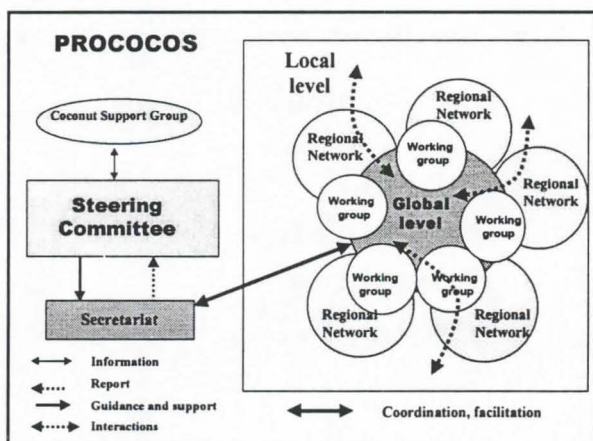 PROCOCOS
Coconut Support Group
Steering
Committee
Secretariat
Information
Report
Guidance and support
Interactions
Local
level
Regional
Network
Regional
Network
Regional
Network
Regional
Network
Regional
Network
Working
group
Working
group
Working
group
Working
group
Working
group
Global
level
Coordination, facilitation